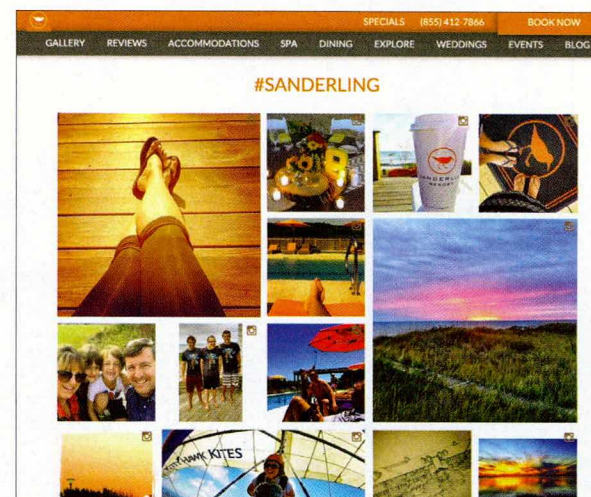 SPECIALS (855) 412-7866 BOOK NOW
GALLERY REVIEWS ACCOMMODATIONS SPA DINING EXPLORE WEDDINGS EVENTS BLOG
#SANDERLING
SANDERLING
RESORT
HAWK KITES